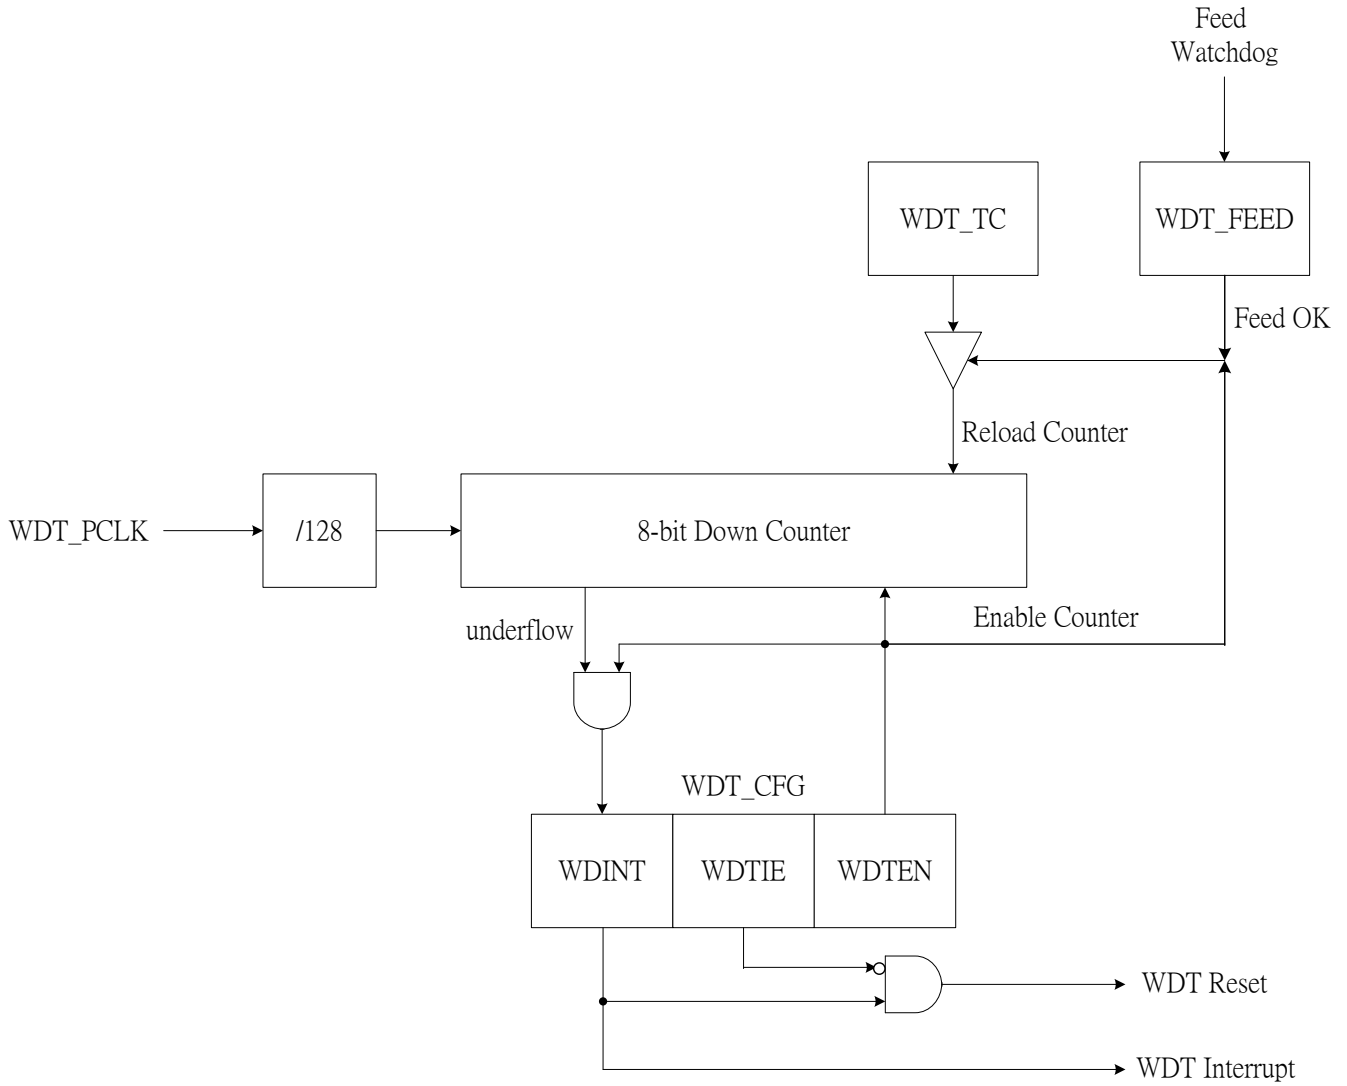 Feed
Watchdog
WDT_TC
WDT_FEED
Feed OK
Reload Counter
WDT_PCLK
/128
8-bit Down Counter
underflow
Enable Counter
WDT_CFG
WDINT
WDTIE
WDTEN
WDT Reset
WDT Interrupt